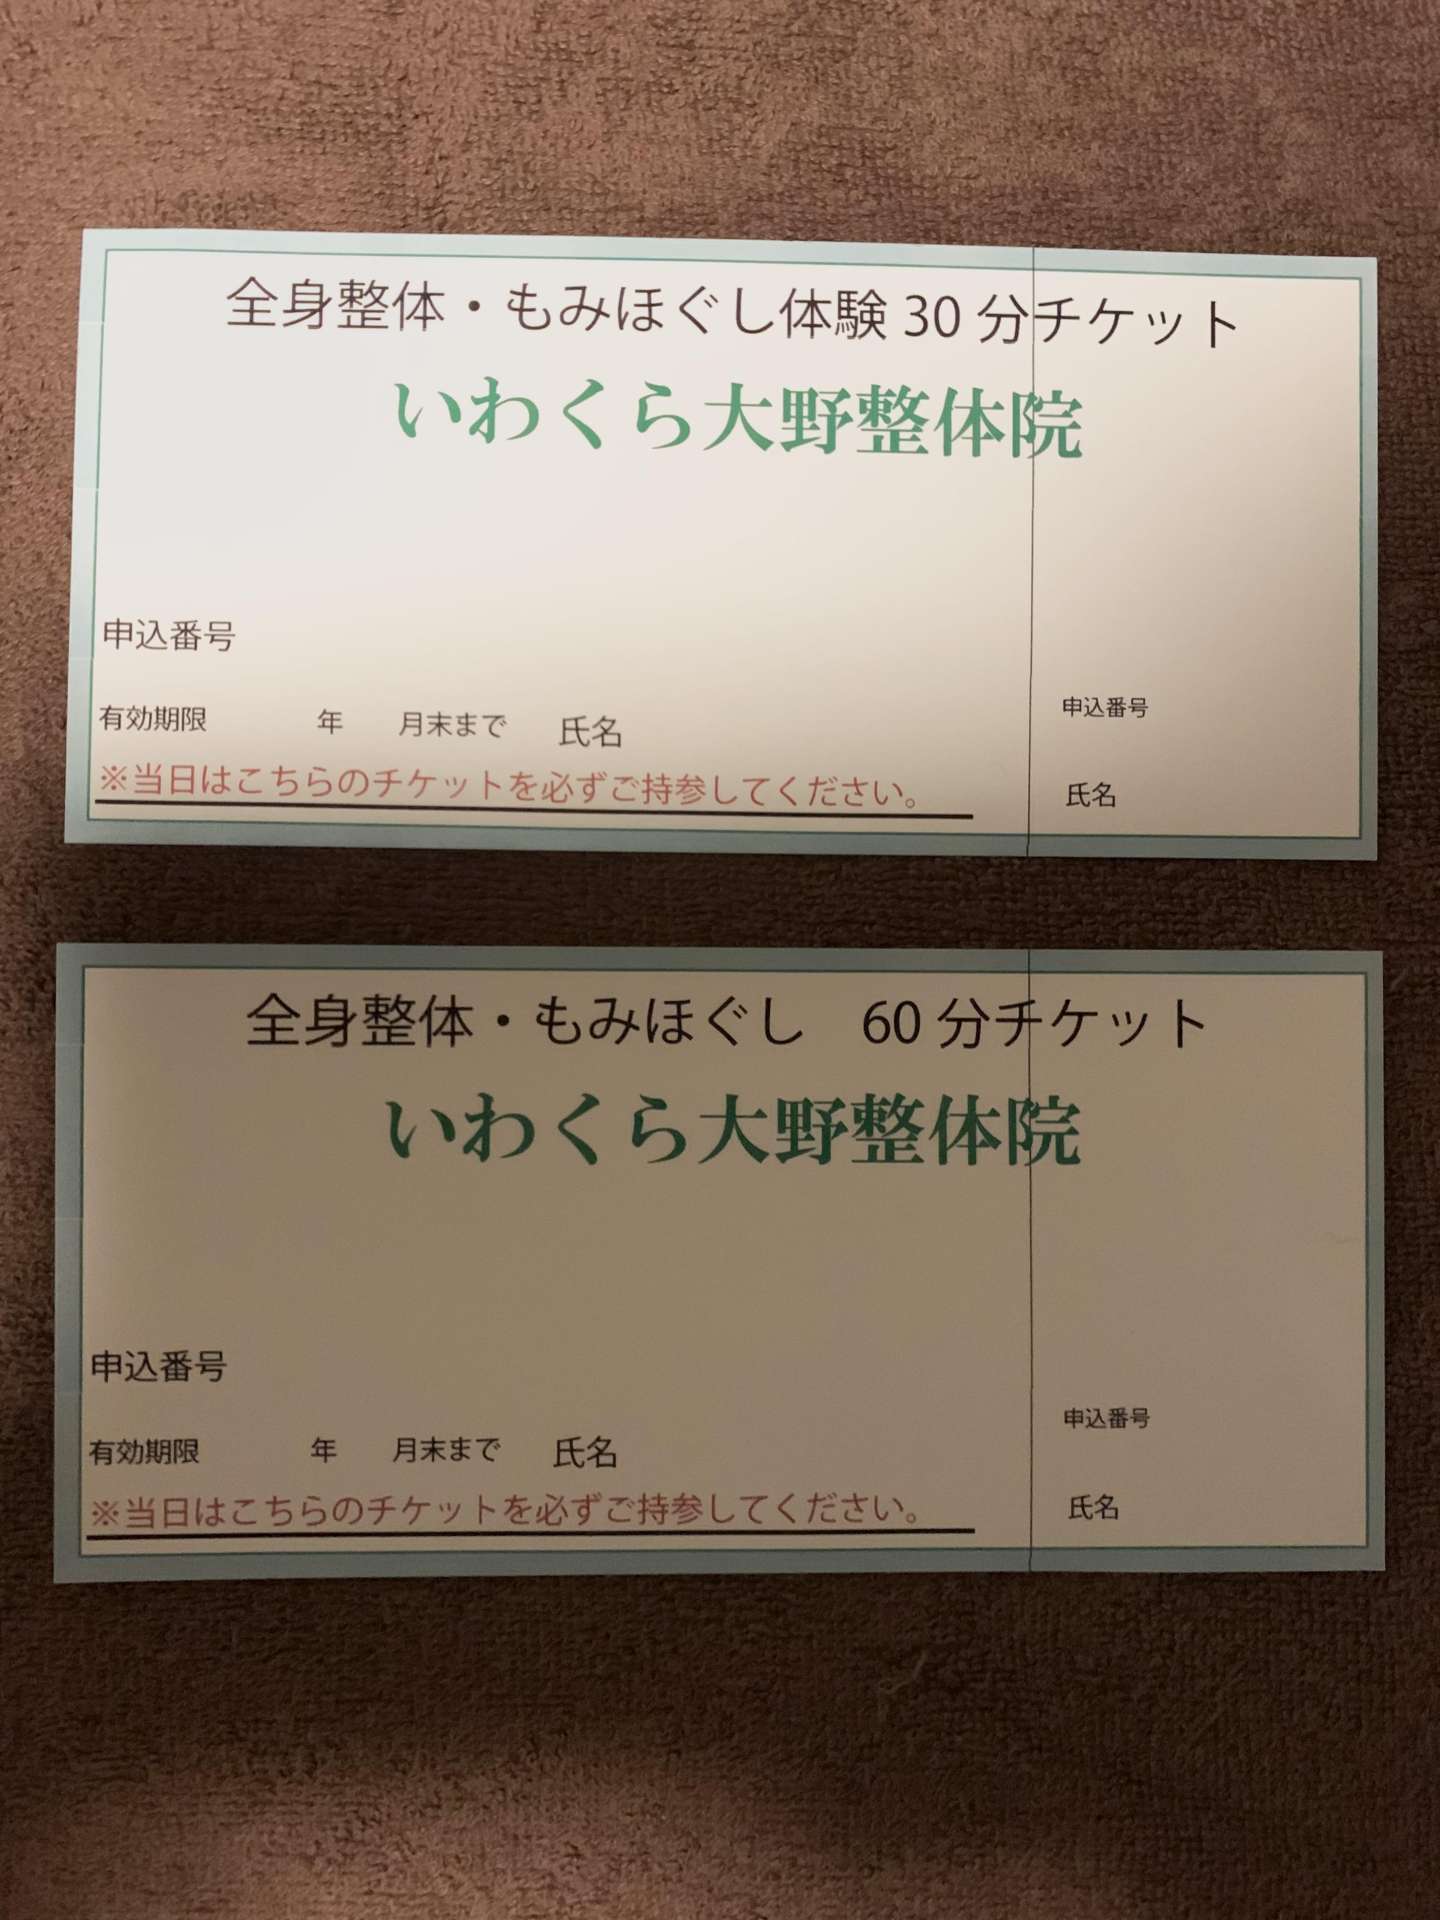 全身整体・もみほぐし体験 30 分チケット
いわくら大野整体院
申込番号
有効期限 年 月末まで 氏名
※当日はこちらのチケットを必ずご持参してください。
申込番号
氏名
全身整体・もみほぐし 60 分チケット
いわくら大野整体院
申込番号
有効期限 年 月末まで 氏名
※当日はこちらのチケットを必ずご持参してください。
申込番号
氏名